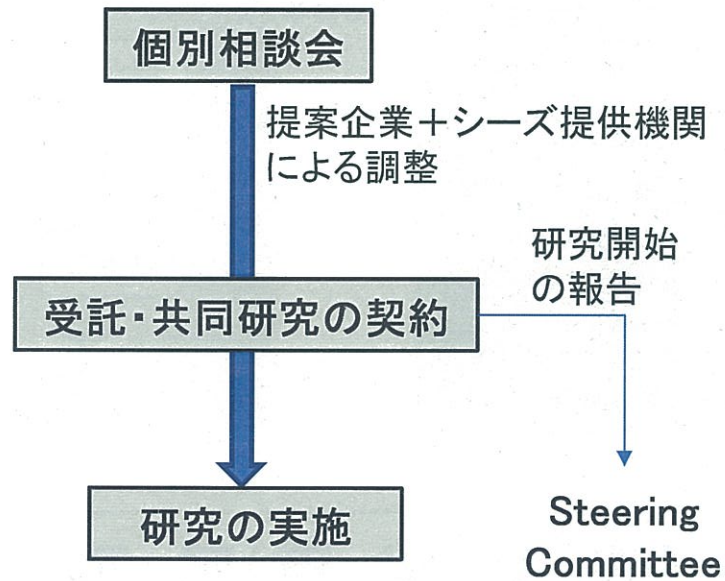 個別相談会
提案企業＋シーズ提供機関
による調整
研究開始
の報告
受託・共同研究の契約
研究の実施
Steering
Committee